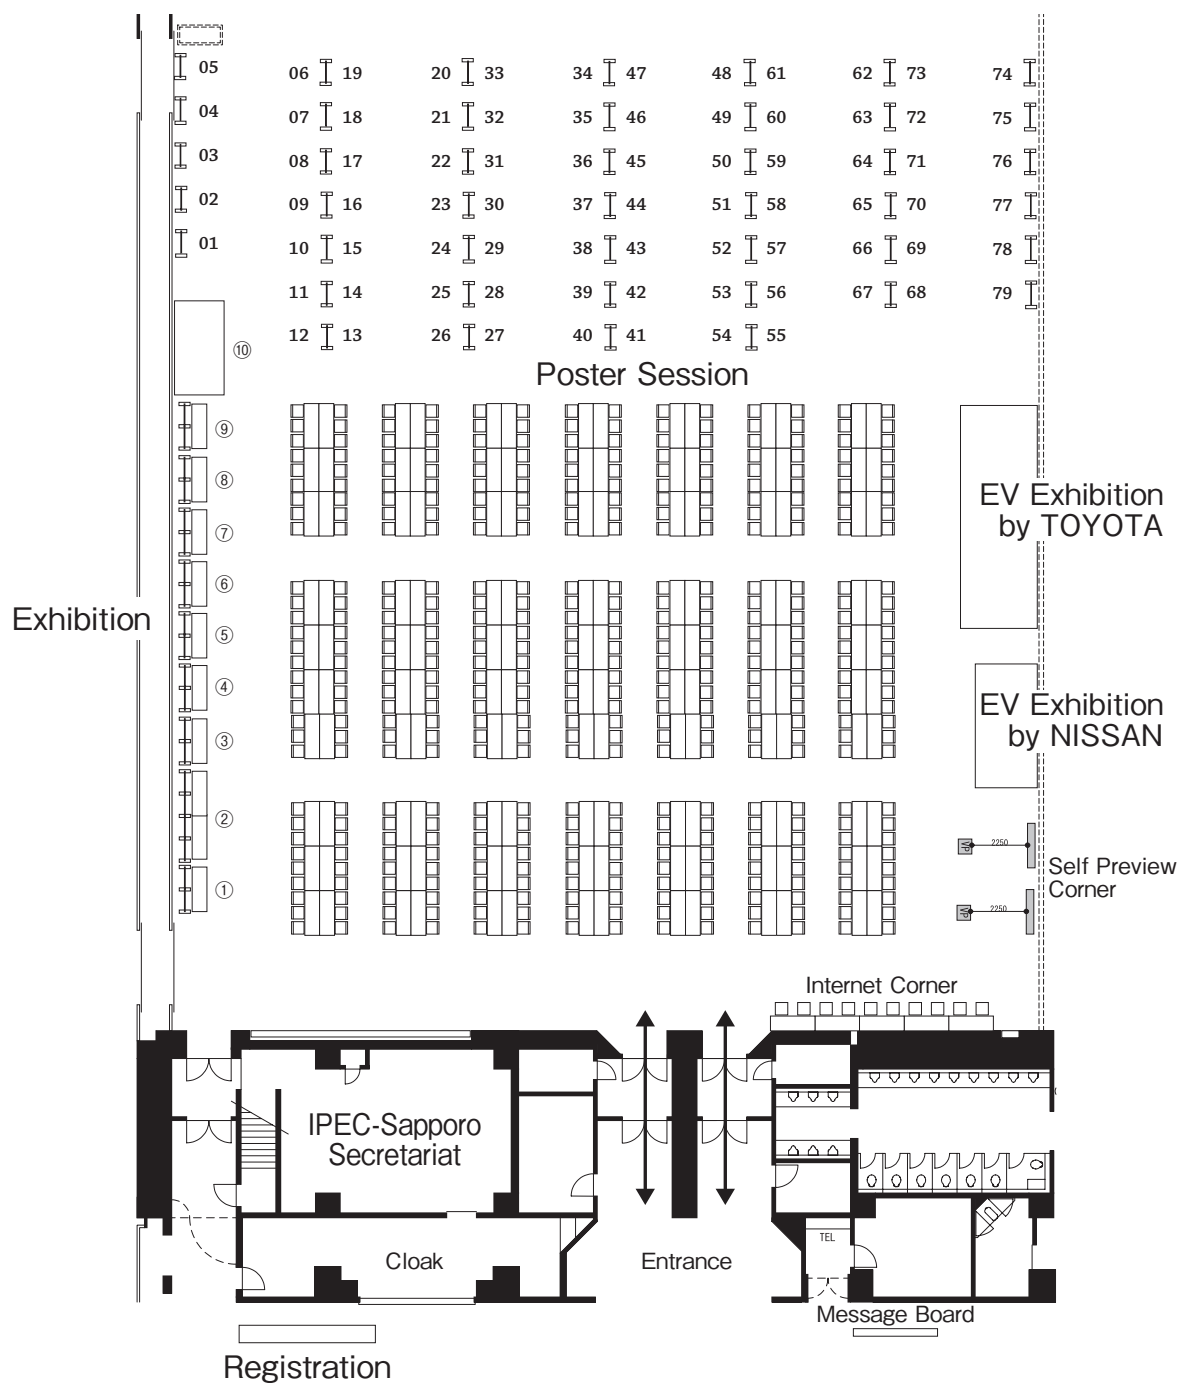 05
06 19 20 33 34 47 48 61 62 73 74
04
07 18 21 32 35 46 49 60 63 72 75
03
08 17 22 31 36 45 50 59 64 71 76
02
09 16 23 30 37 44 51 58 65 70 77
01
10 15 24 29 38 43 52 57 66 69 78
11 14 25 28 39 42 53 56 67 68 79
12 13 26 27 40 41 54 55
⑩
Poster Session
⑨
⑧
EV Exhibition
by TOYOTA
⑦
⑥
Exhibition
⑤
④
EV Exhibition
by NISSAN
③
②
VP 2250
Self Preview
Corner
①
VP 2250
Internet Corner
IPEC-Sapporo
Secretariat
TEL
Cloak
Entrance
Message Board
Registration